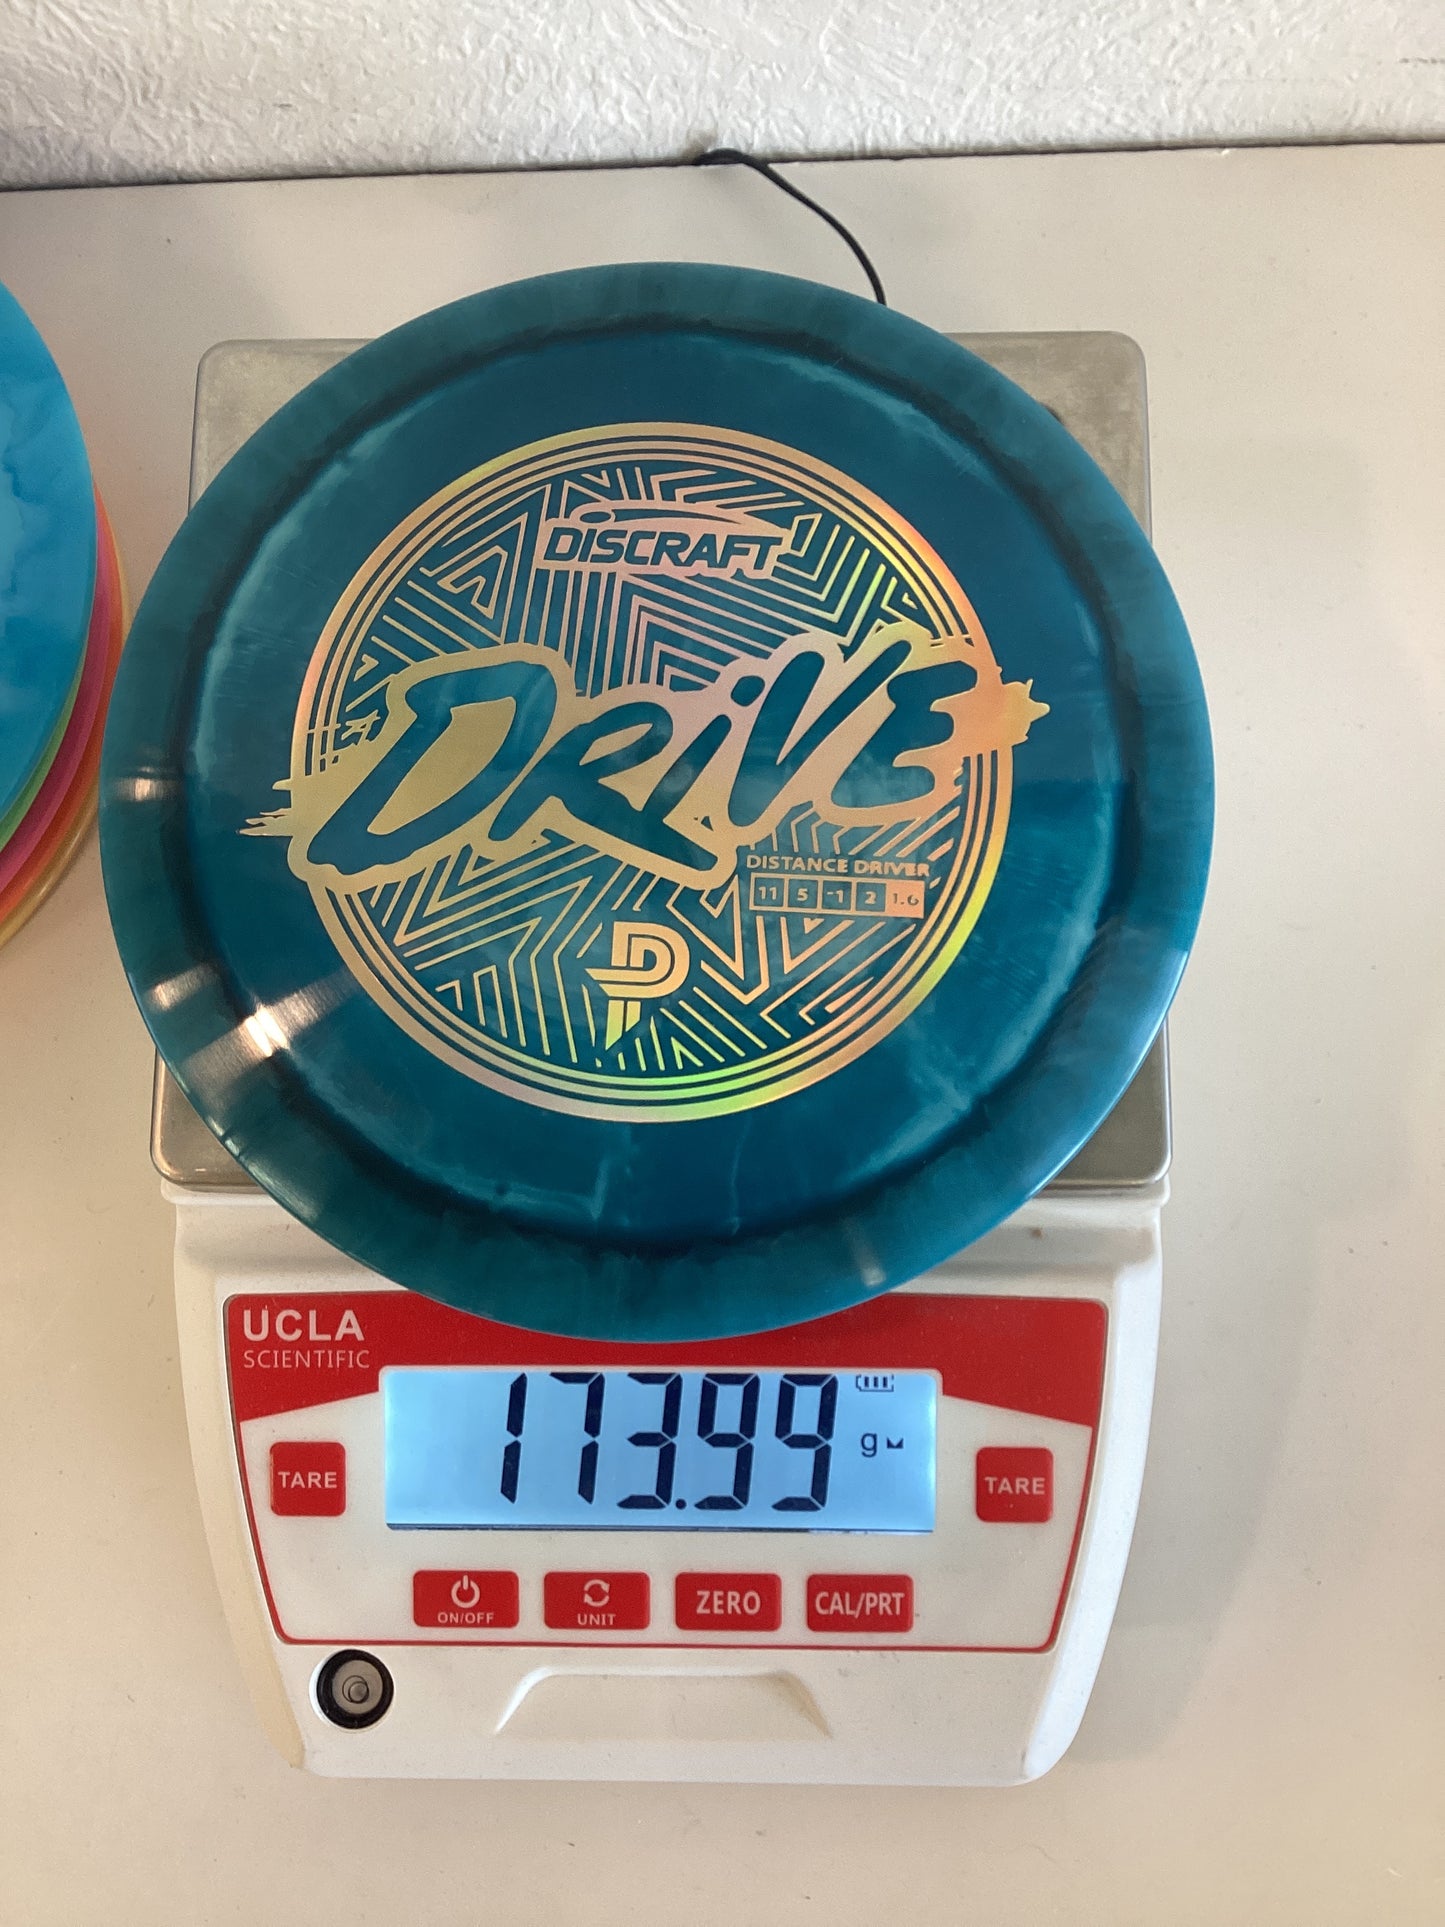 DISCRAFT
DRIVE
DISTANCE DRIVER
11 5 -1 2 1.6
UCLA
SCIENTIFIC
173.99 g
TARE
TARE
ON/OFF
UNIT
ZERO
CAL/PRT